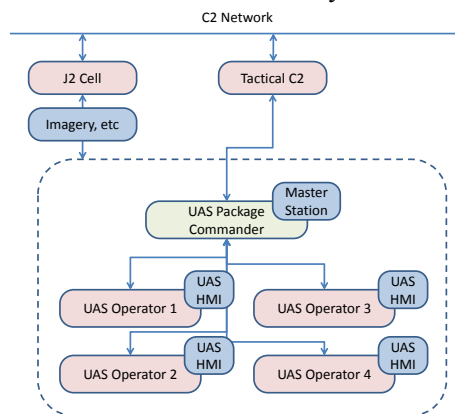 C2 Network
J2 Cell
Tactical C2
Imagery, etc
Master
Station
UAS Package
Commander
UAS
HMI
UAS Operator 1
UAS
HMI
UAS Operator 3
UAS
HMI
UAS Operator 2
UAS
HMI
UAS Operator 4